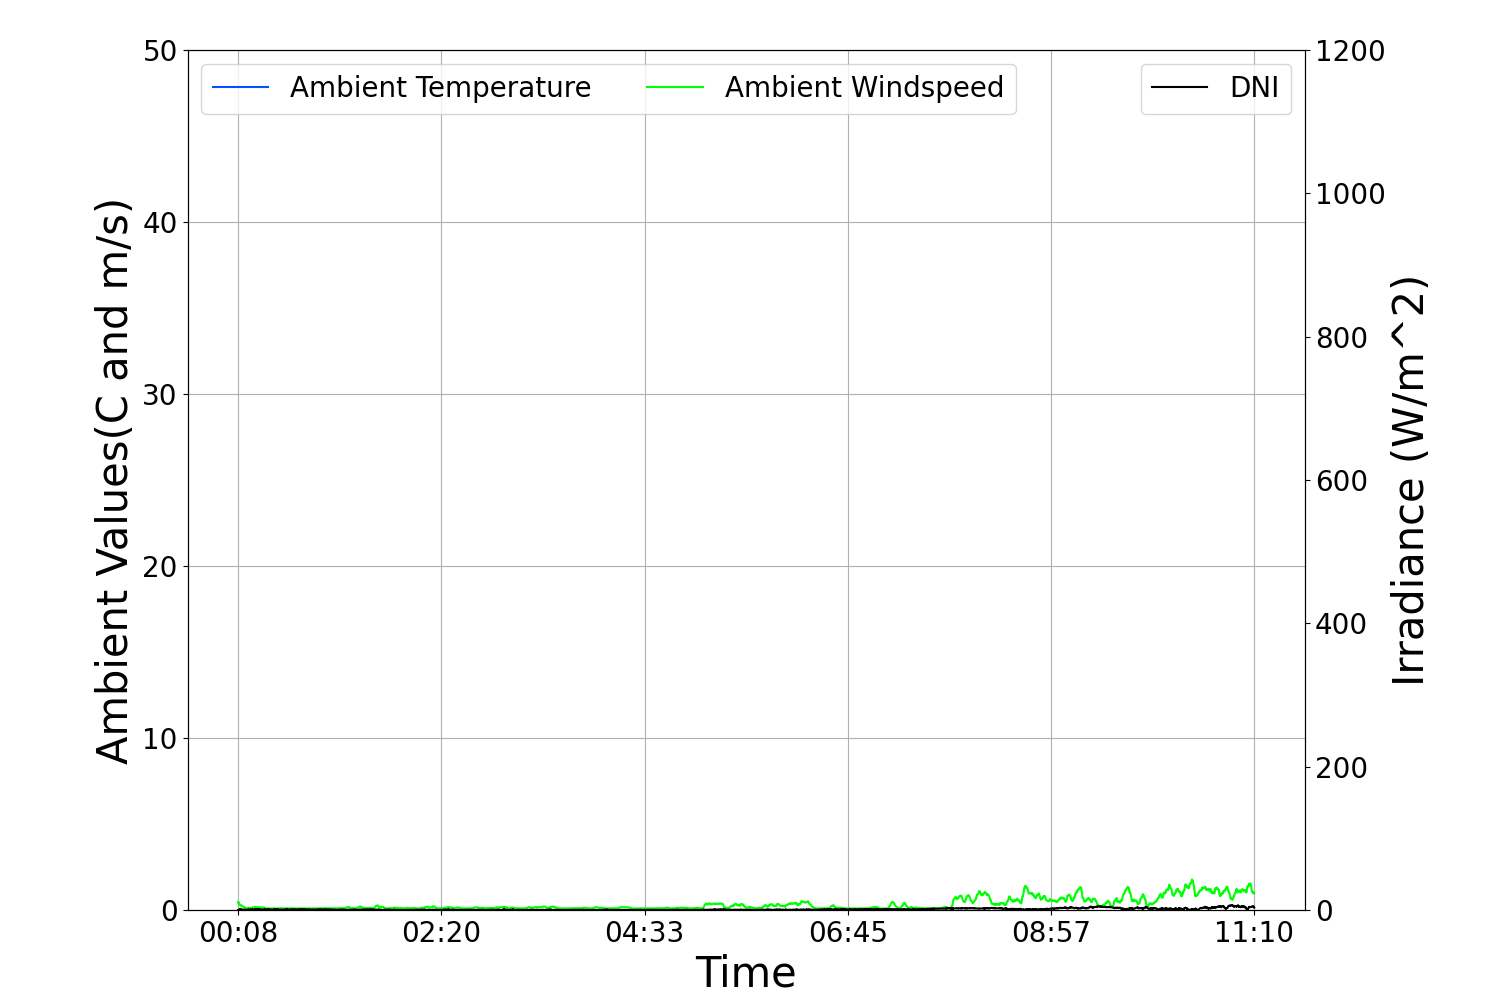 Ambient Temperature Ambient Windspeed DNI
50
40
30
20
10
0
1200
1000
800
600
400
200
0
Ambient Values(C and m/s)
Irradiance (W/m^2)
00:08 02:20 04:33 06:45 08:57 11:10
Time